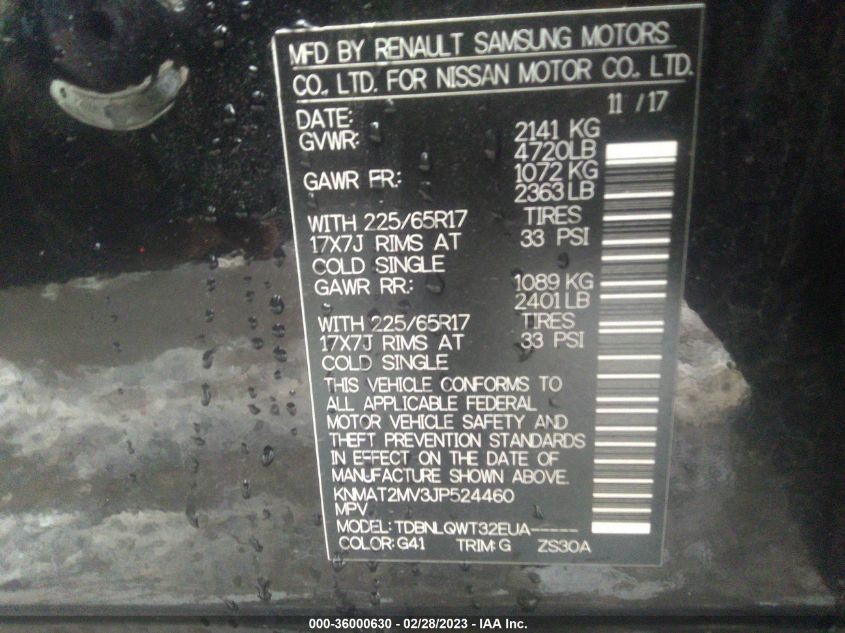 MFD BY RENAULT SAMSUNG MOTORS
CO., LTD. FOR NISSAN MOTOR CO., LTD.
DATE: 11 / 17
GVWR: 2141 KG
4720LB
GAWR FR: 1072 KG
2363 LB
WITH 225/65R17 TIRES
17X7J RIMS AT 33 PSI
COLD SINGLE
GAWR RR: 1089 KG
2401 LB
WITH 225/65R17 TIRES
17X7J RIMS AT 33 PSI
COLD SINGLE
THIS VEHICLE CONFORMS TO
ALL APPLICABLE FEDERAL
MOTOR VEHICLE SAFETY AND
THEFT PREVENTION STANDARDS
IN EFFECT ON THE DATE OF
MANUFACTURE SHOWN ABOVE.
KNMAT2MV3JP524460
MPV
MODEL: TDBNLQWT32EUA-----
COLOR: G41 TRIM: G ZS30A
000-36000630 - 02/28/2023 - IAA Inc.